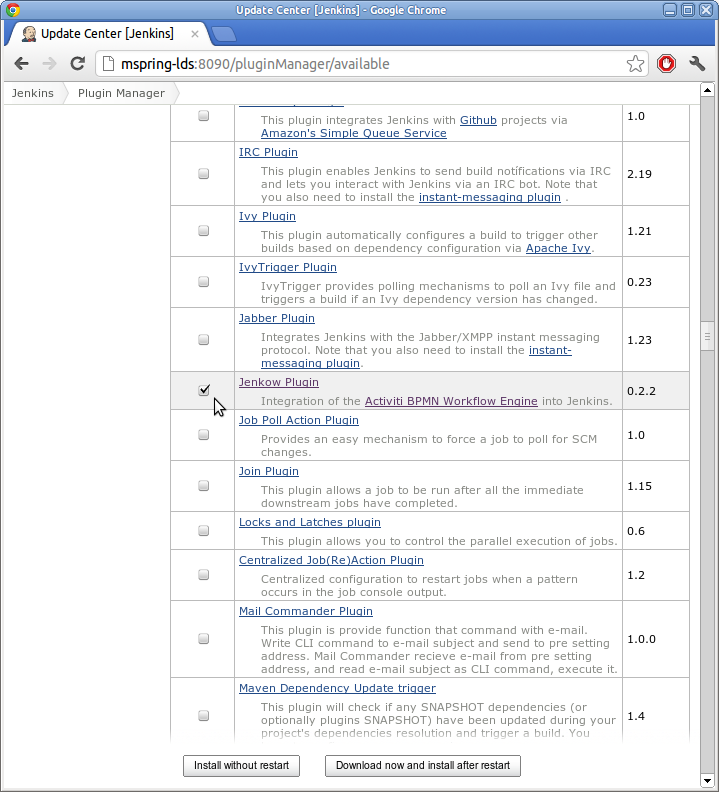 Update Center [Jenkins] - Google Chrome
Update Center [Jenkins]
mspring-lds:8090/pluginManager/available
Jenkins Plugin Manager
This plugin integrates Jenkins with Github projects via
Amazon's Simple Queue Service
1.0
IRC Plugin
This plugin enables Jenkins to send build notifications via IRC
and lets you interact with Jenkins via an IRC bot. Note that
you also need to install the instant-messaging plugin .
2.19
Ivy Plugin
This plugin automatically configures a build to trigger other
builds based on dependency configuration via Apache Ivy.
1.21
IvyTrigger Plugin
IvyTrigger provides polling mechanisms to poll an Ivy file and
triggers a build if an Ivy dependency version has changed.
0.23
Jabber Plugin
Integrates Jenkins with the Jabber/XMPP instant messaging
protocol. Note that you also need to install the instant-
messaging plugin.
1.23
Jenkow Plugin
Integration of the Activiti BPMN Workflow Engine into Jenkins.
0.2.2
Job Poll Action Plugin
Provides an easy mechanism to force a job to poll for SCM
changes.
1.0
Join Plugin
This plugin allows a job to be run after all the immediate
downstream jobs have completed.
1.15
Locks and Latches plugin
This plugin allows you to control the parallel execution of jobs.
0.6
Centralized Job(Re)Action Plugin
Centralized configuration to restart jobs when a pattern
occurs in the job console output.
1.2
Mail Commander Plugin
This plugin is provide function that command with e-mail.
Write CLI command to e-mail subject and send to pre setting
address. Mail Commander recieve e-mail from pre setting
address, and read e-mail subject as CLI command, execute it.
1.0.0
Maven Dependency Update trigger
This plugin will check if any SNAPSHOT dependencies (or
optionally plugins SNAPSHOT) have been updated during your
project's dependencies resolution and trigger a build. You
1.4
Install without restart
Download now and install after restart